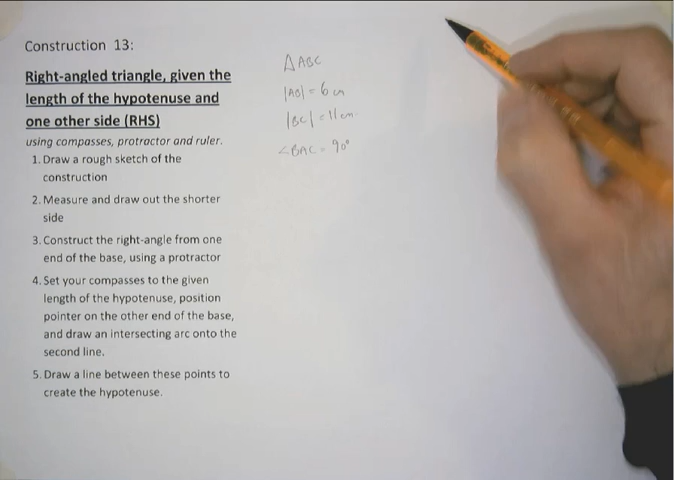 Construction 13:
Right-angled triangle, given the
length of the hypotenuse and
one other side (RHS)
using compasses, protractor and ruler.
1. Draw a rough sketch of the
construction
2. Measure and draw out the shorter
side
3. Construct the right-angle from one
end of the base, using a protractor
4. Set your compasses to the given
length of the hypotenuse, position
pointer on the other end of the base,
and draw an intersecting arc onto the
second line.
5. Draw a line between these points to
create the hypotenuse.
△ABC
|AB| = 6 cm
|BC| = 11 cm
∠BAC = 90°